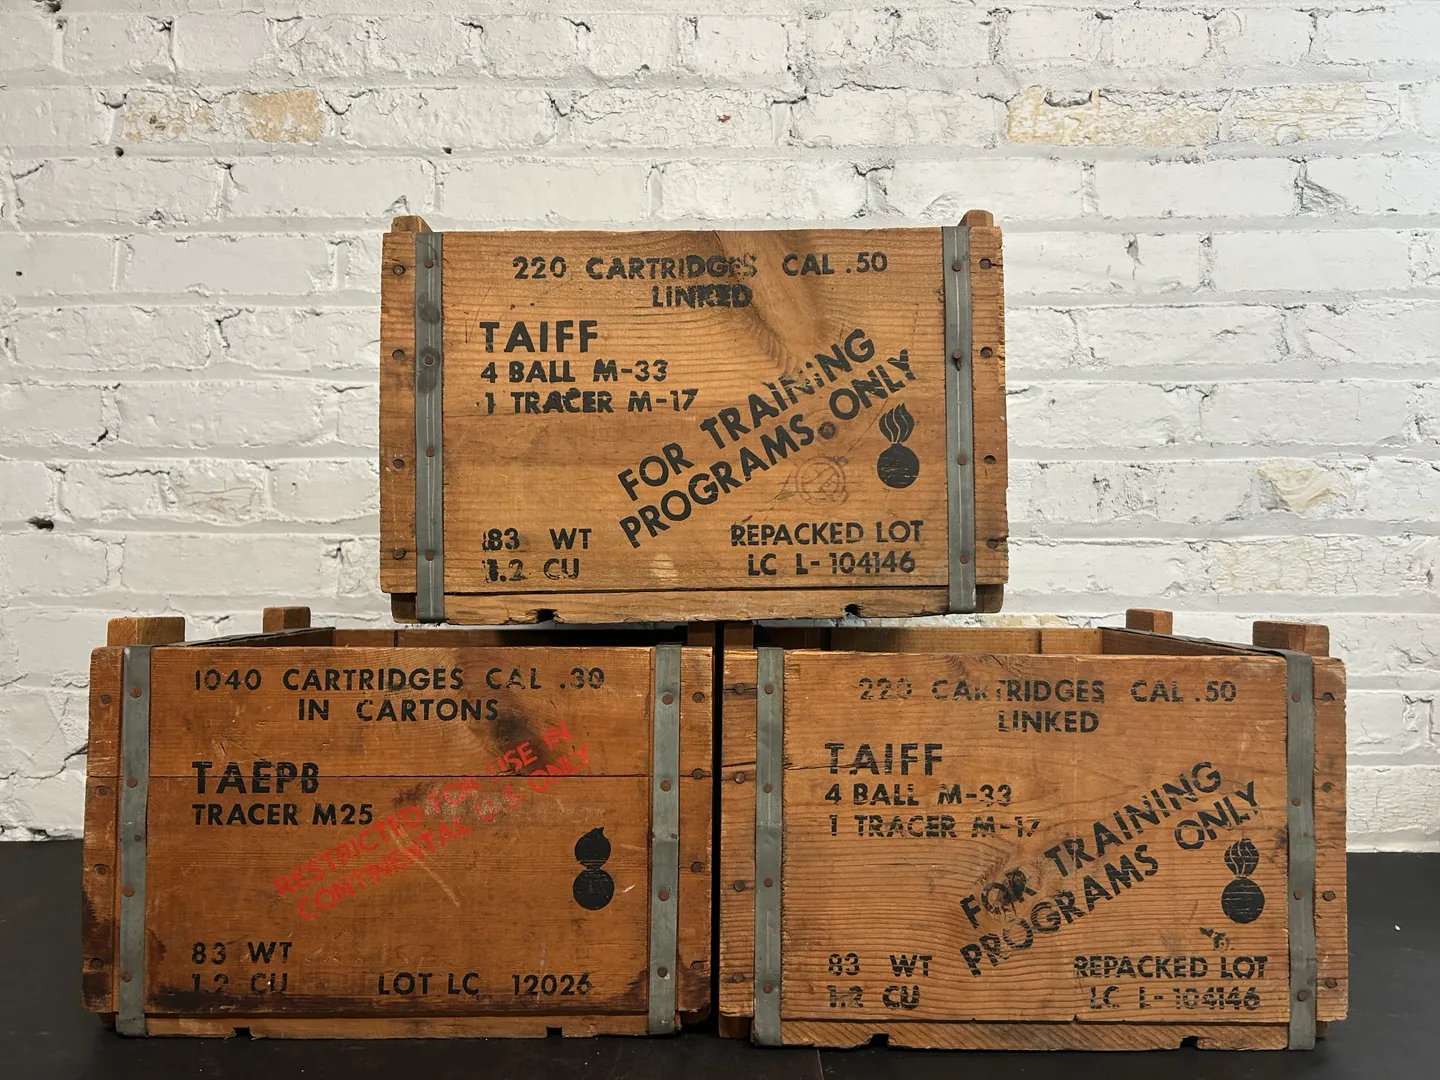 220 CARTRIDGES CAL .50
LINKED
TAIFF
4 BALL M-33
1 TRACER M-17
FOR TRAINING
PROGRAMS ONLY
83 WT
1.2 CU
REPACKED LOT
LC L-104146
1040 CARTRIDGES CAL .30
IN CARTONS
TAEPB
TRACER M25
RESTRICTED FOR USE IN
CONTINENTAL U.S ONLY
83 WT
1.2 CU
LOT LC 12026
220 CARTRIDGES CAL .50
LINKED
TAIFF
4 BALL M-33
1 TRACER M-17
FOR TRAINING
PROGRAMS ONLY
83 WT
1.2 CU
REPACKED LOT
LC L-104146